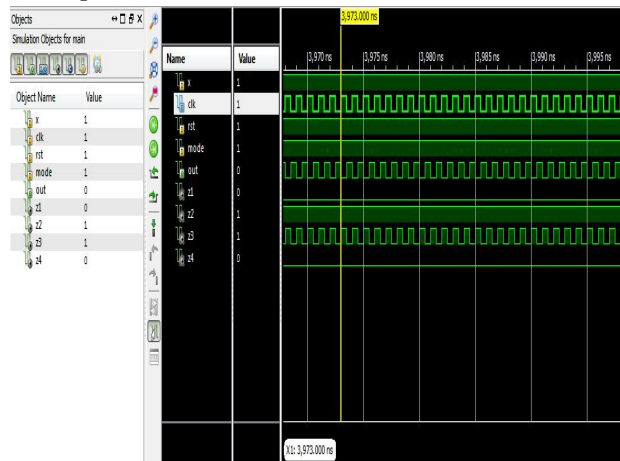 Objects
Simulation Objects for main
Object Name Value
x 1
clk 1
rst 1
mode 1
out 0
z1 0
z2 1
z3 1
z4 0
3,973.000 ns
Name Value
3,970 ns 3,975 ns 3,980 ns 3,985 ns 3,990 ns 3,995 ns
x 1
clk 1
rst 1
mode 1
out 0
z1 0
z2 1
z3 1
z4 0
X1: 3,973.000 ns